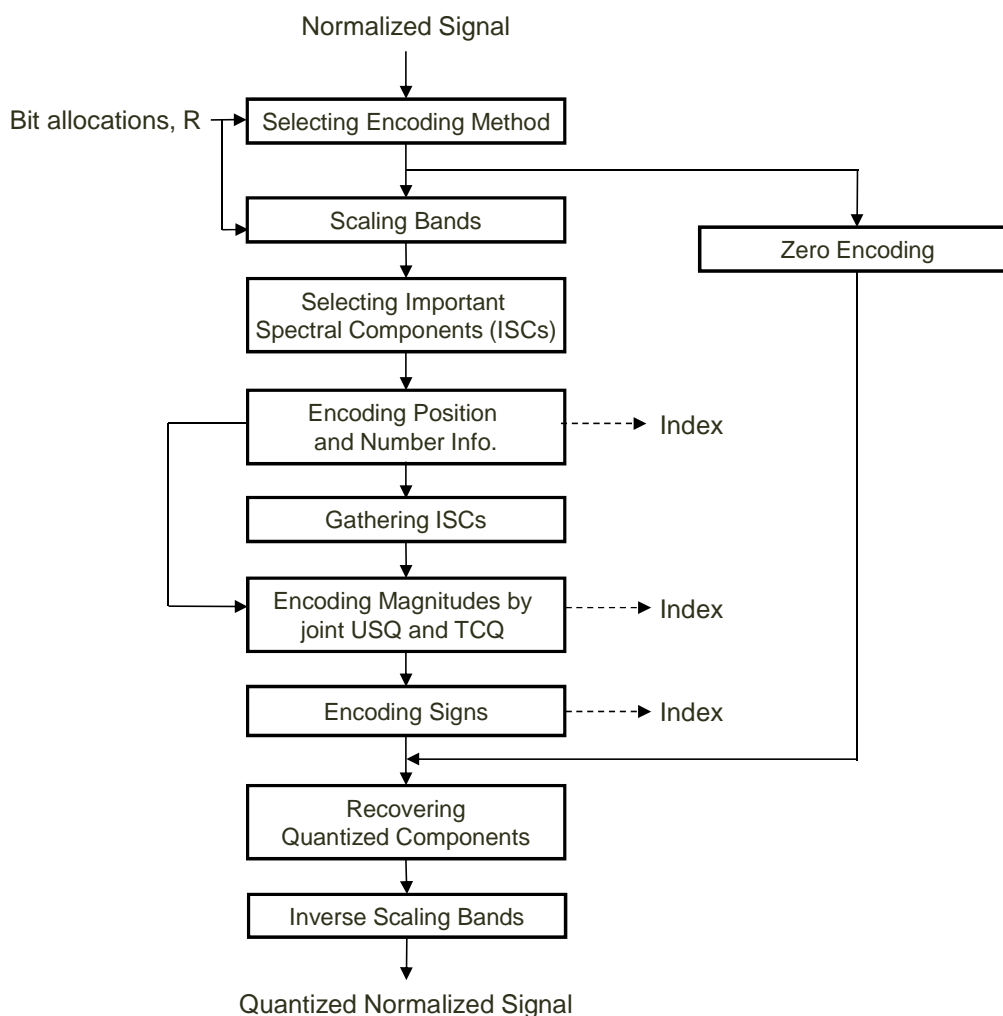 Normalized Signal
Bit allocations, R
Selecting Encoding Method
Scaling Bands
Zero Encoding
Selecting Important
Spectral Components (ISCs)
Encoding Position
and Number Info.
Index
Gathering ISCs
Encoding Magnitudes by
joint USQ and TCQ
Index
Encoding Signs
Index
Recovering
Quantized Components
Inverse Scaling Bands
Quantized Normalized Signal